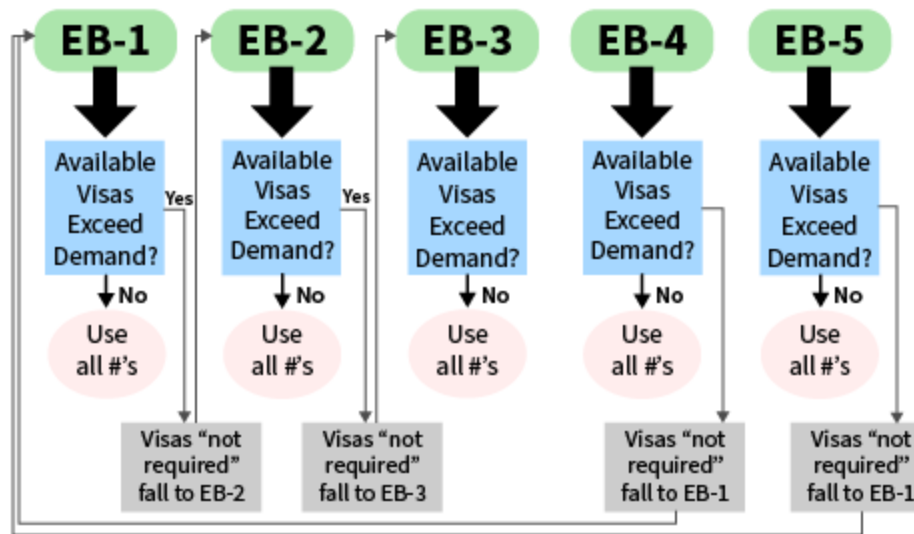 EB-1
EB-2
EB-3
EB-4
EB-5
Available
Visas
Exceed
Demand?
Yes
No
Use
all #'s
Visas “not
required”
fall to EB-2
Available
Visas
Exceed
Demand?
Yes
No
Use
all #'s
Visas “not
required”
fall to EB-3
Available
Visas
Exceed
Demand?
No
Use
all #'s
Available
Visas
Exceed
Demand?
No
Use
all #'s
Visas “not
required”
fall to EB-1
Available
Visas
Exceed
Demand?
No
Use
all #'s
Visas “not
required”
fall to EB-1